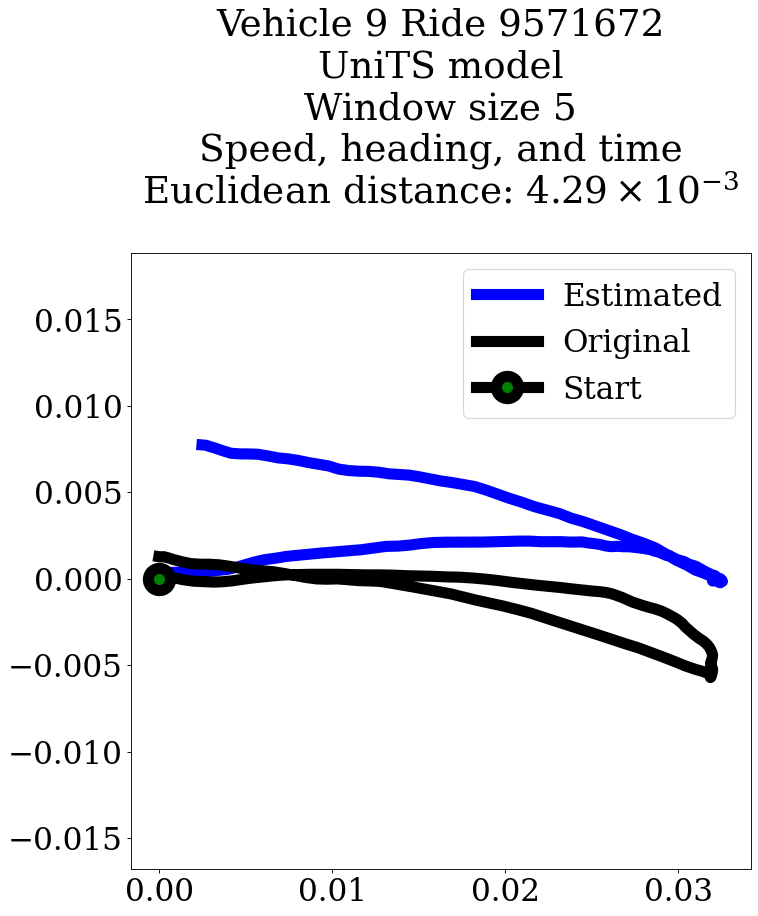 Vehicle 9 Ride 9571672
UniTS model
Window size 5
Speed, heading, and time
Euclidean distance: 4.29 × 10⁻³
Estimated
Original
Start
0.015
0.010
0.005
0.000
−0.005
−0.010
−0.015
0.00 0.01 0.02 0.03